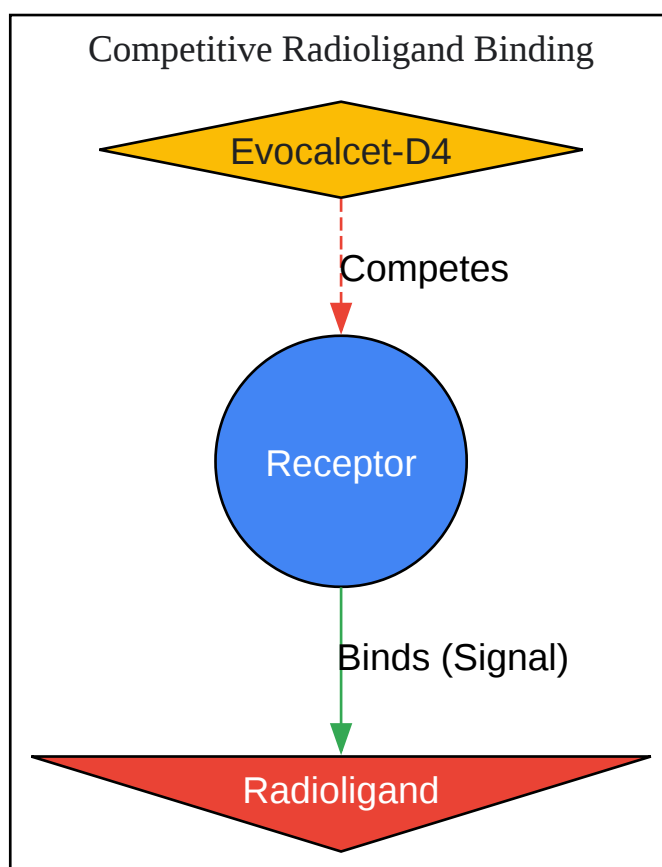 Competitive Radioligand Binding
Evocalcet-D4
Competes
Receptor
Binds (Signal)
Radioligand